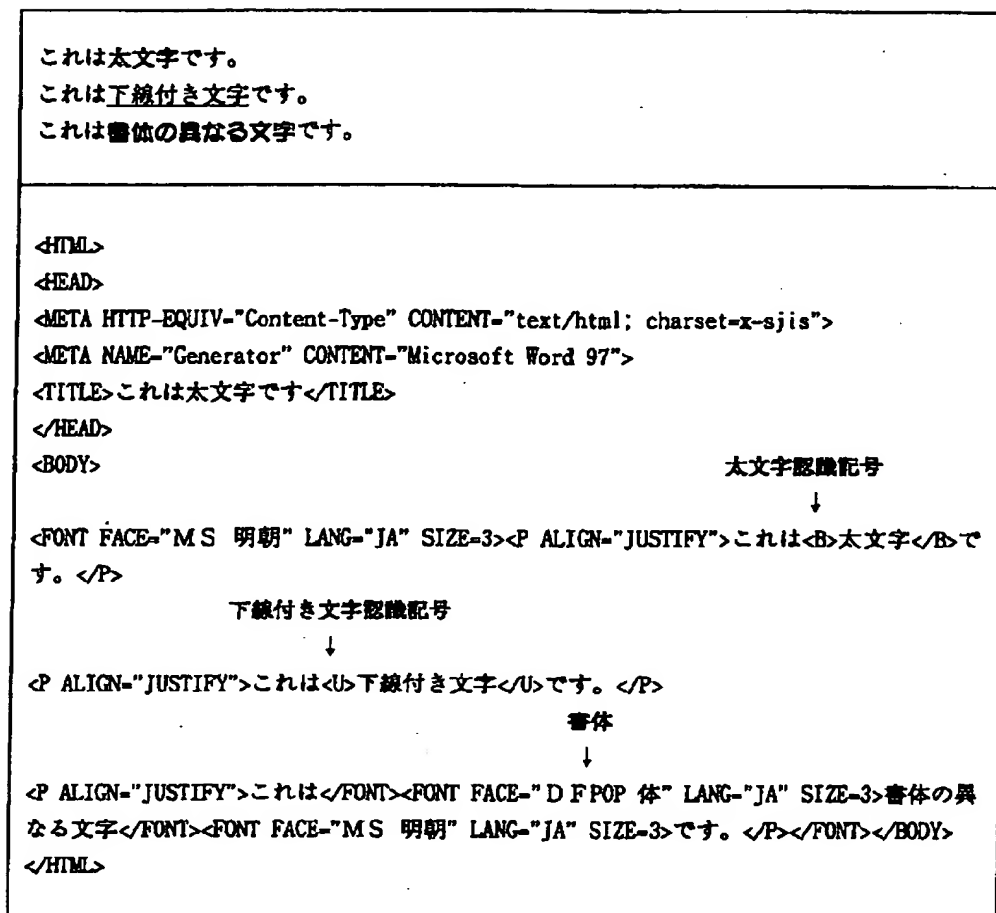 これは太文字です。
これは下線付き文字です。
これは書体の異なる文字です。
<HTML>
<HEAD>
<META HTTP-EQUIV="Content-Type" CONTENT="text/html; charset=x-sjis">
<META NAME="Generator" CONTENT="Microsoft Word 97">
<TITLE>これは太文字です</TITLE>
</HEAD>
<BODY>
太文字認識記号
↓
<FONT FACE="ＭＳ 明朝" LANG="JA" SIZE=3><P ALIGN="JUSTIFY">これは<B>太文字</B>で
す。</P>
下線付き文字認識記号
↓
<P ALIGN="JUSTIFY">これは<U>下線付き文字</U>です。</P>
書体
↓
<P ALIGN="JUSTIFY">これは</FONT><FONT FACE="ＤＦPOP 体" LANG="JA" SIZE=3>書体の異
なる文字</FONT><FONT FACE="ＭＳ 明朝" LANG="JA" SIZE=3>です。</P></FONT></BODY>
</HTML>